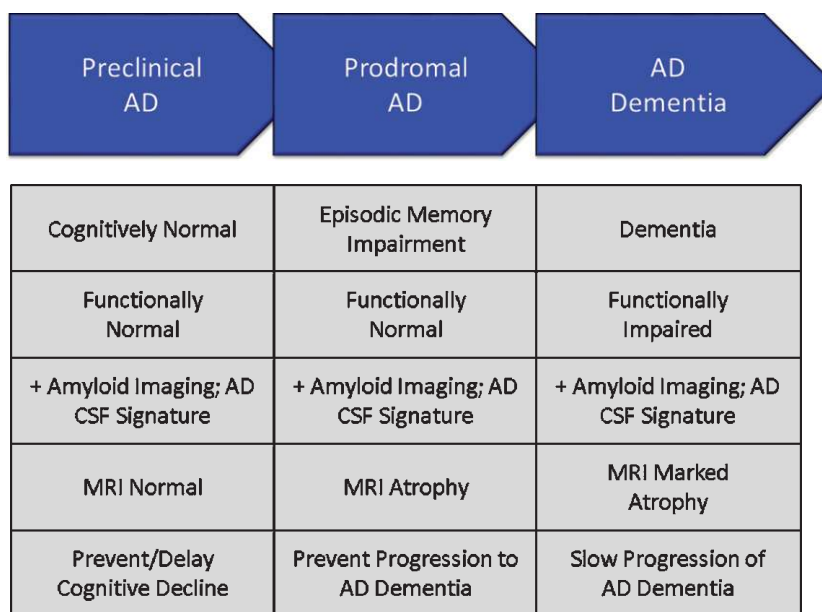 Preclinical
AD
Prodromal
AD
AD
Dementia
Cognitively Normal
Episodic Memory
Impairment
Dementia
Functionally
Normal
Functionally
Normal
Functionally
Impaired
+ Amyloid Imaging; AD
CSF Signature
+ Amyloid Imaging; AD
CSF Signature
+ Amyloid Imaging; AD
CSF Signature
MRI Normal
MRI Atrophy
MRI Marked
Atrophy
Prevent/Delay
Cognitive Decline
Prevent Progression to
AD Dementia
Slow Progression of
AD Dementia